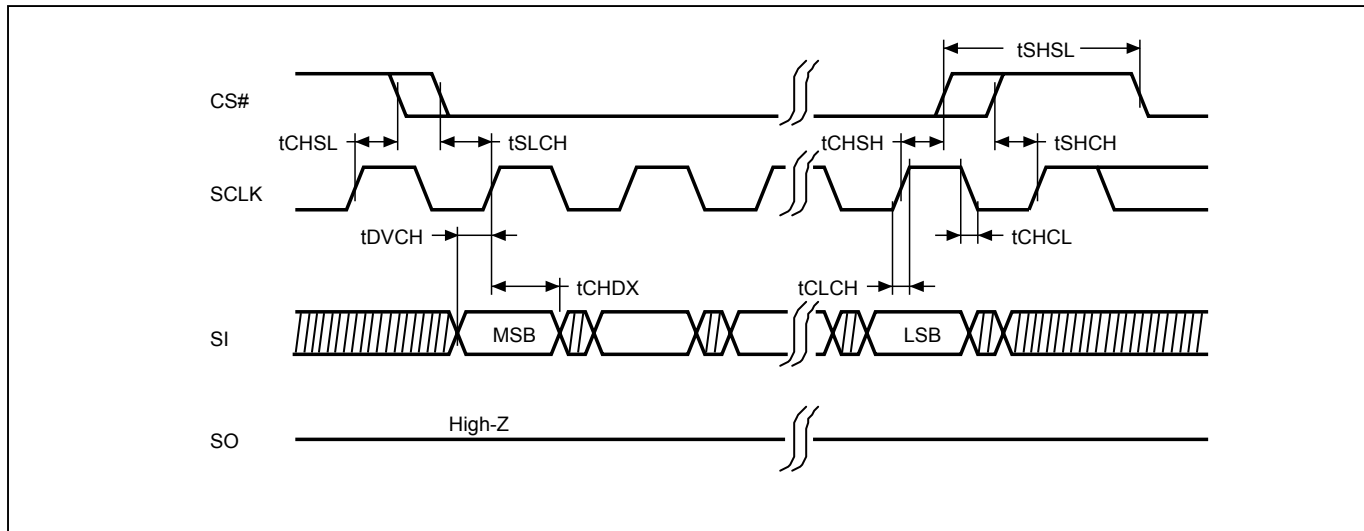 tSHSL
CS#
tCHSL
tSLCH
tCHSH
tSHCH
SCLK
tDVCH
tCHCL
tCHDX
tCLCH
SI
MSB
LSB
High-Z
SO